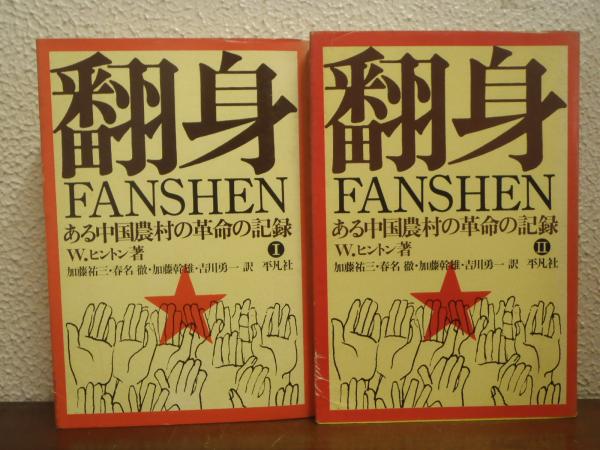 翻身
FANSHEN
ある中国農村の革命の記録
W.ヒントン著 I
加藤祐三・春名 徹・加藤幹雄・吉川勇一 訳 平凡社
翻身
FANSHEN
ある中国農村の革命の記録
W.ヒントン著 II
加藤祐三・春名 徹・加藤幹雄・吉川勇一 訳 平凡社